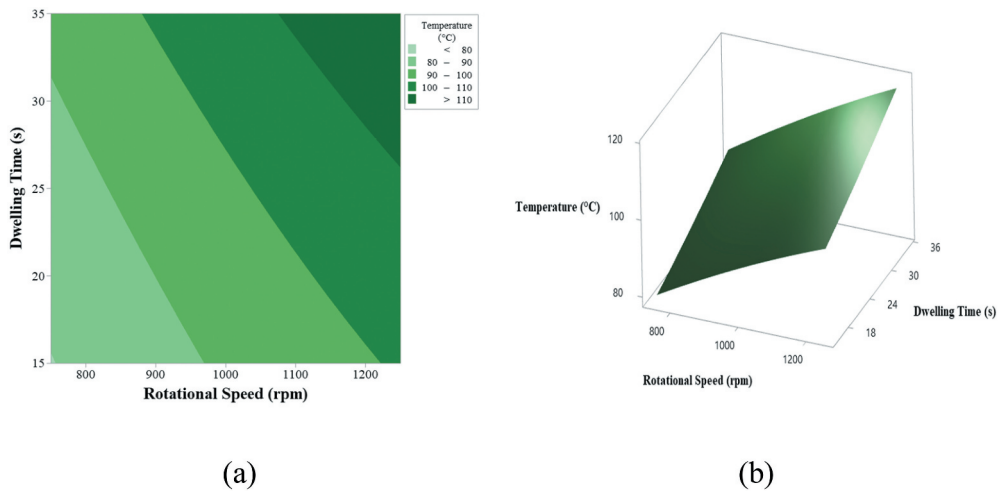 35
30
25
20
15
Dwelling Time (s)
800 900 1000 1100 1200
Rotational Speed (rpm)
Temperature
(°C)
< 80
80 – 90
90 – 100
100 – 110
> 110
120
100
80
Temperature (°C)
800
1000
1200
Rotational Speed (rpm)
36
30
24
18
Dwelling Time (s)
(a)
(b)